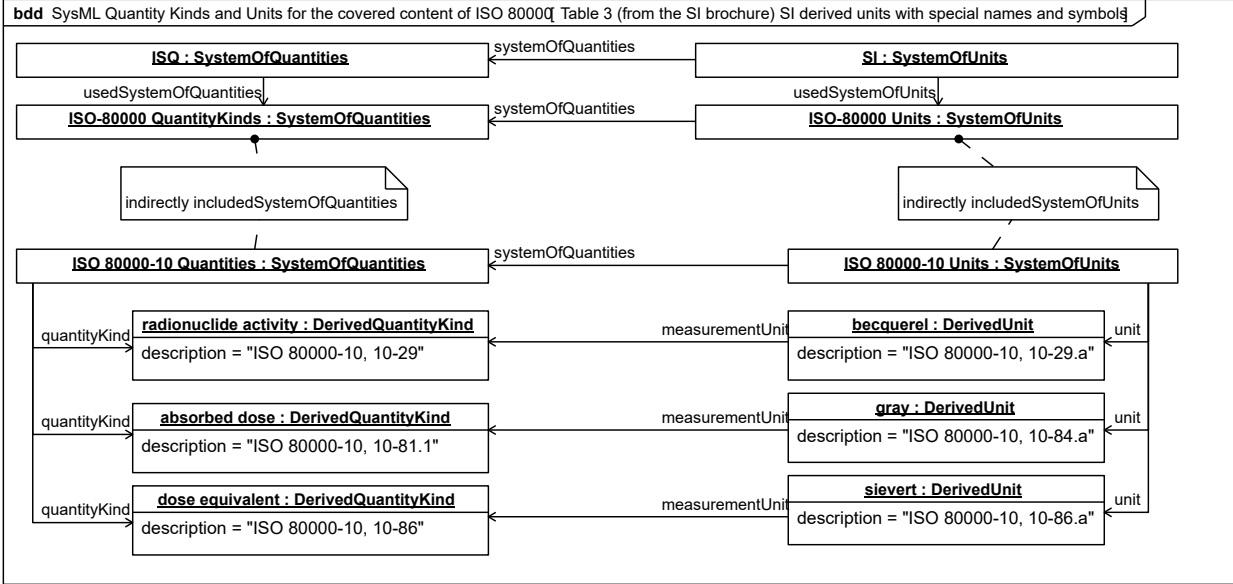 bdd SysML Quantity Kinds and Units for the covered content of ISO 80000[ Table 3 (from the SI brochure) SI derived units with special names and symbols]
ISQ : SystemOfQuantities
systemOfQuantities
SI : SystemOfUnits
usedSystemOfQuantities
usedSystemOfUnits
ISO-80000 QuantityKinds : SystemOfQuantities
systemOfQuantities
ISO-80000 Units : SystemOfUnits
indirectly includedSystemOfQuantities
indirectly includedSystemOfUnits
ISO 80000-10 Quantities : SystemOfQuantities
systemOfQuantities
ISO 80000-10 Units : SystemOfUnits
quantityKind
radionuclide activity : DerivedQuantityKind
description = "ISO 80000-10, 10-29"
measurementUnit
becquerel : DerivedUnit
description = "ISO 80000-10, 10-29.a"
unit
quantityKind
absorbed dose : DerivedQuantityKind
description = "ISO 80000-10, 10-81.1"
measurementUnit
gray : DerivedUnit
description = "ISO 80000-10, 10-84.a"
unit
quantityKind
dose equivalent : DerivedQuantityKind
description = "ISO 80000-10, 10-86"
measurementUnit
sievert : DerivedUnit
description = "ISO 80000-10, 10-86.a"
unit